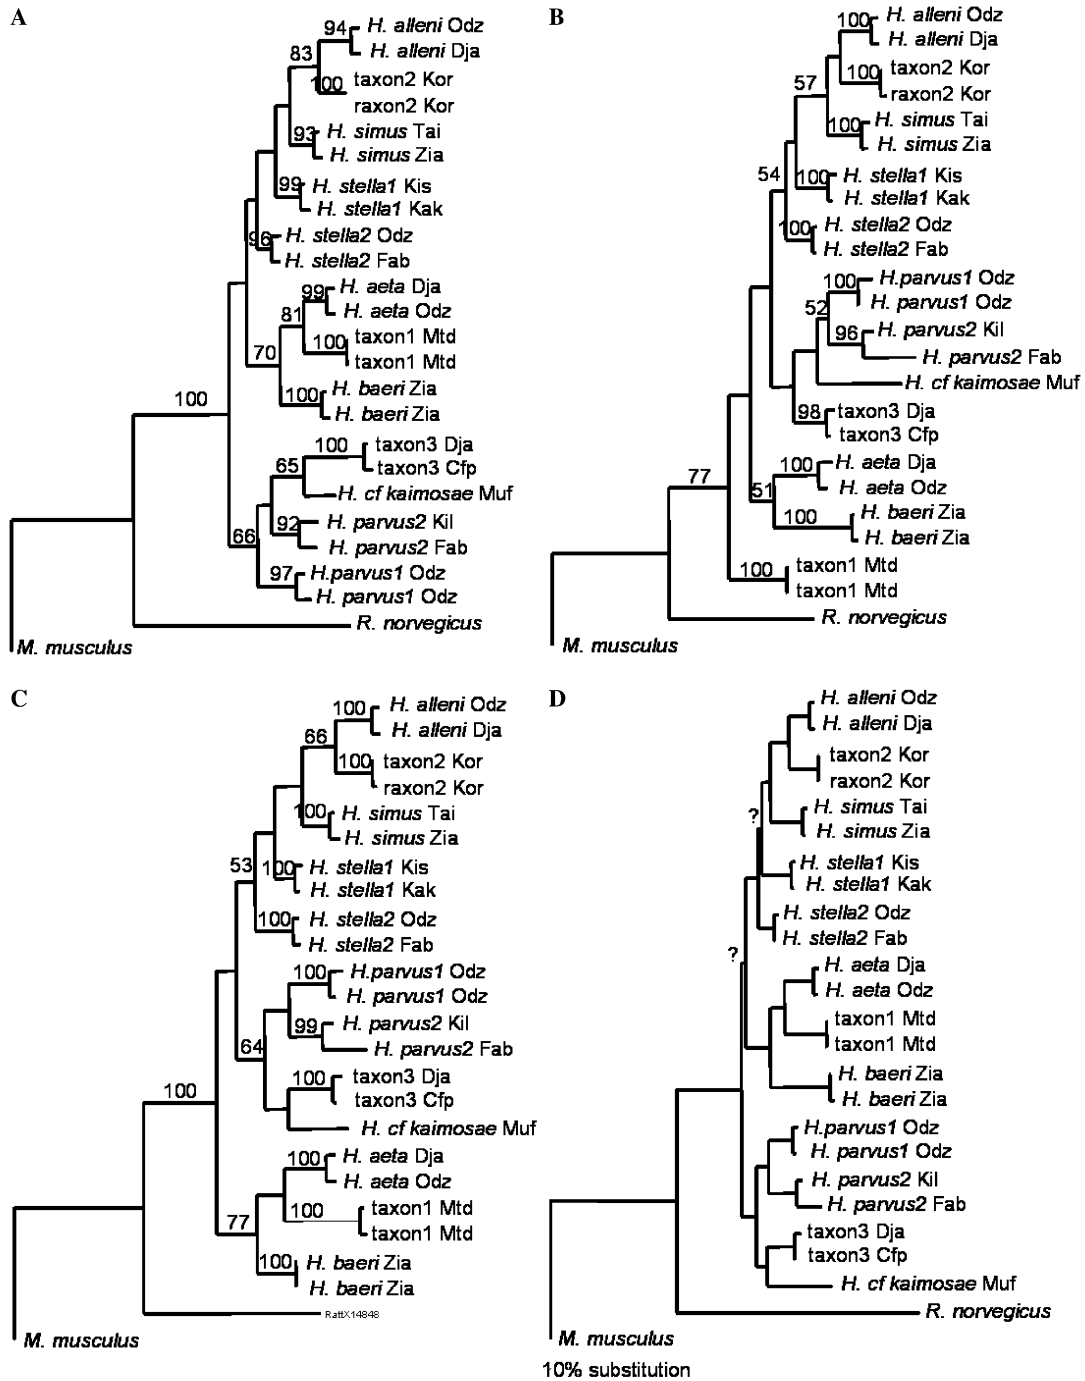 A
94
H. alleni Odz
H. alleni Dja
83
100
taxon2 Kor
raxon2 Kor
93
H. simus Tai
H. simus Zia
99
H. stella1 Kis
H. stella1 Kak
96
H. stella2 Odz
H. stella2 Fab
99
H. aeta Dja
H. aeta Odz
81
100
taxon1 Mtd
taxon1 Mtd
70
100
H. baeri Zia
H. baeri Zia
100
100
taxon3 Dja
taxon3 Cfp
65
H. cf kaimosae Muf
92
H. parvus2 Kil
H. parvus2 Fab
66
97
H.parvus1 Odz
H. parvus1 Odz
R. norvegicus
M. musculus
B
100
H. alleni Odz
H. alleni Dja
100
taxon2 Kor
raxon2 Kor
57
100
H. simus Tai
H. simus Zia
54
100
H. stella1 Kis
H. stella1 Kak
100
H. stella2 Odz
H. stella2 Fab
100
H.parvus1 Odz
H. parvus1 Odz
52
96
H. parvus2 Kil
H. parvus2 Fab
H. cf kaimosae Muf
98
taxon3 Dja
taxon3 Cfp
100
H. aeta Dja
H. aeta Odz
51
100
H. baeri Zia
H. baeri Zia
77
100
taxon1 Mtd
taxon1 Mtd
R. norvegicus
M. musculus
C
100
H. alleni Odz
H. alleni Dja
66
100
taxon2 Kor
raxon2 Kor
100
H. simus Tai
H. simus Zia
53
100
H. stella1 Kis
H. stella1 Kak
100
H. stella2 Odz
H. stella2 Fab
100
H.parvus1 Odz
H. parvus1 Odz
99
H. parvus2 Kil
H. parvus2 Fab
64
100
taxon3 Dja
taxon3 Cfp
H. cf kaimosae Muf
100
100
H. aeta Dja
H. aeta Odz
100
taxon1 Mtd
taxon1 Mtd
77
100
H. baeri Zia
H. baeri Zia
RattX14848
M. musculus
D
H. alleni Odz
H. alleni Dja
taxon2 Kor
raxon2 Kor
?
H. simus Tai
H. simus Zia
H. stella1 Kis
H. stella1 Kak
H. stella2 Odz
H. stella2 Fab
?
H. aeta Dja
H. aeta Odz
taxon1 Mtd
taxon1 Mtd
H. baeri Zia
H. baeri Zia
H.parvus1 Odz
H. parvus1 Odz
H. parvus2 Kil
H. parvus2 Fab
taxon3 Dja
taxon3 Cfp
H. cf kaimosae Muf
R. norvegicus
M. musculus
10% substitution